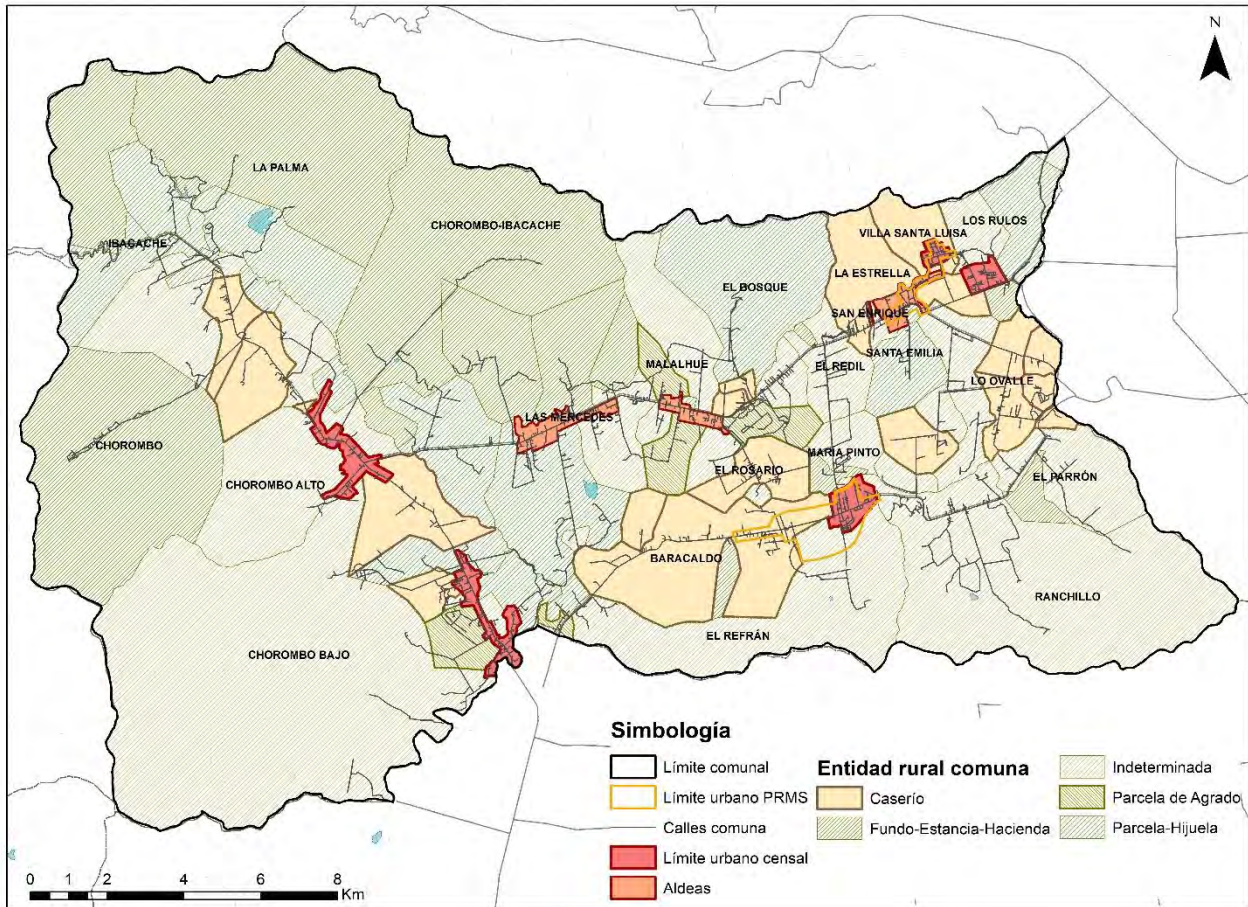 N
LA PALMA
CHOROMBO-IBACACHE
VILLA SANTA LUISA
LOS RULOS
IBACACHE
LA ESTRELLA
EL BOSQUE
SAN ENRIQUE
SANTA EMILIA
MALALHUE
EL REDIL
LO OVALLE
LAS MERCEDES
CHOROMBO
MARIA PINTO
EL ROSARIO
EL PARRÓN
CHOROMBO ALTO
BARACALDO
RANCHILLO
EL REFRÁN
CHOROMBO BAJO
Simbología
Límite comunal
Límite urbano PRMS
Calles comuna
Límite urbano censal
Aldeas
Entidad rural comuna
Caserío
Fundo-Estancia-Hacienda
Indeterminada
Parcela de Agrado
Parcela-Hijuela
0 2 4 6 8
Km